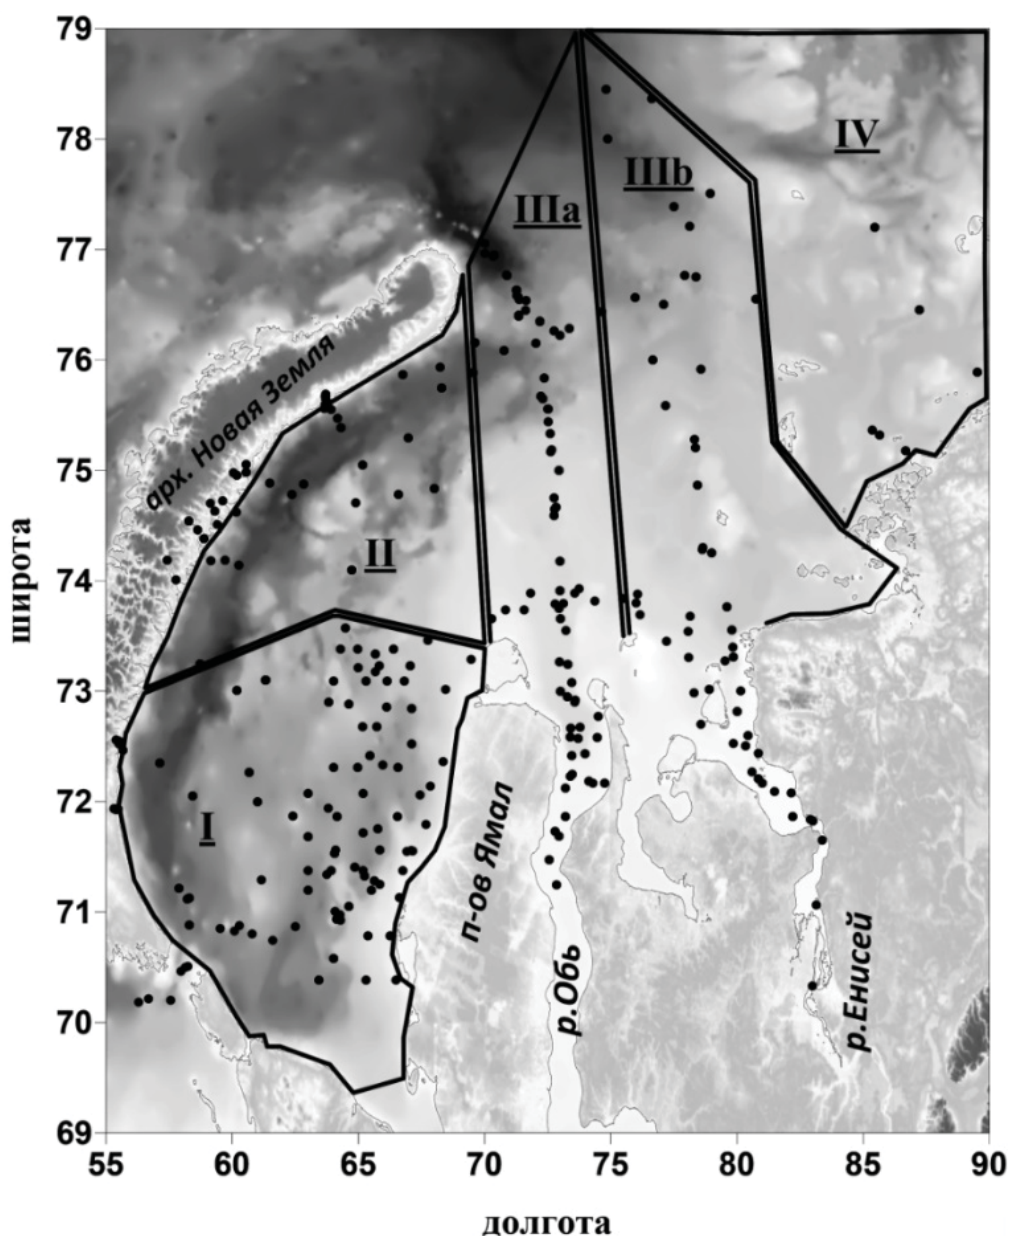 79
78
77
76
75
74
73
72
71
70
69
широта
IV
IIIb
IIIa
арх. Новая Земля
II
I
п-ов Ямал
р.Обь
р.Енисей
55 60 65 70 75 80 85 90
долгота